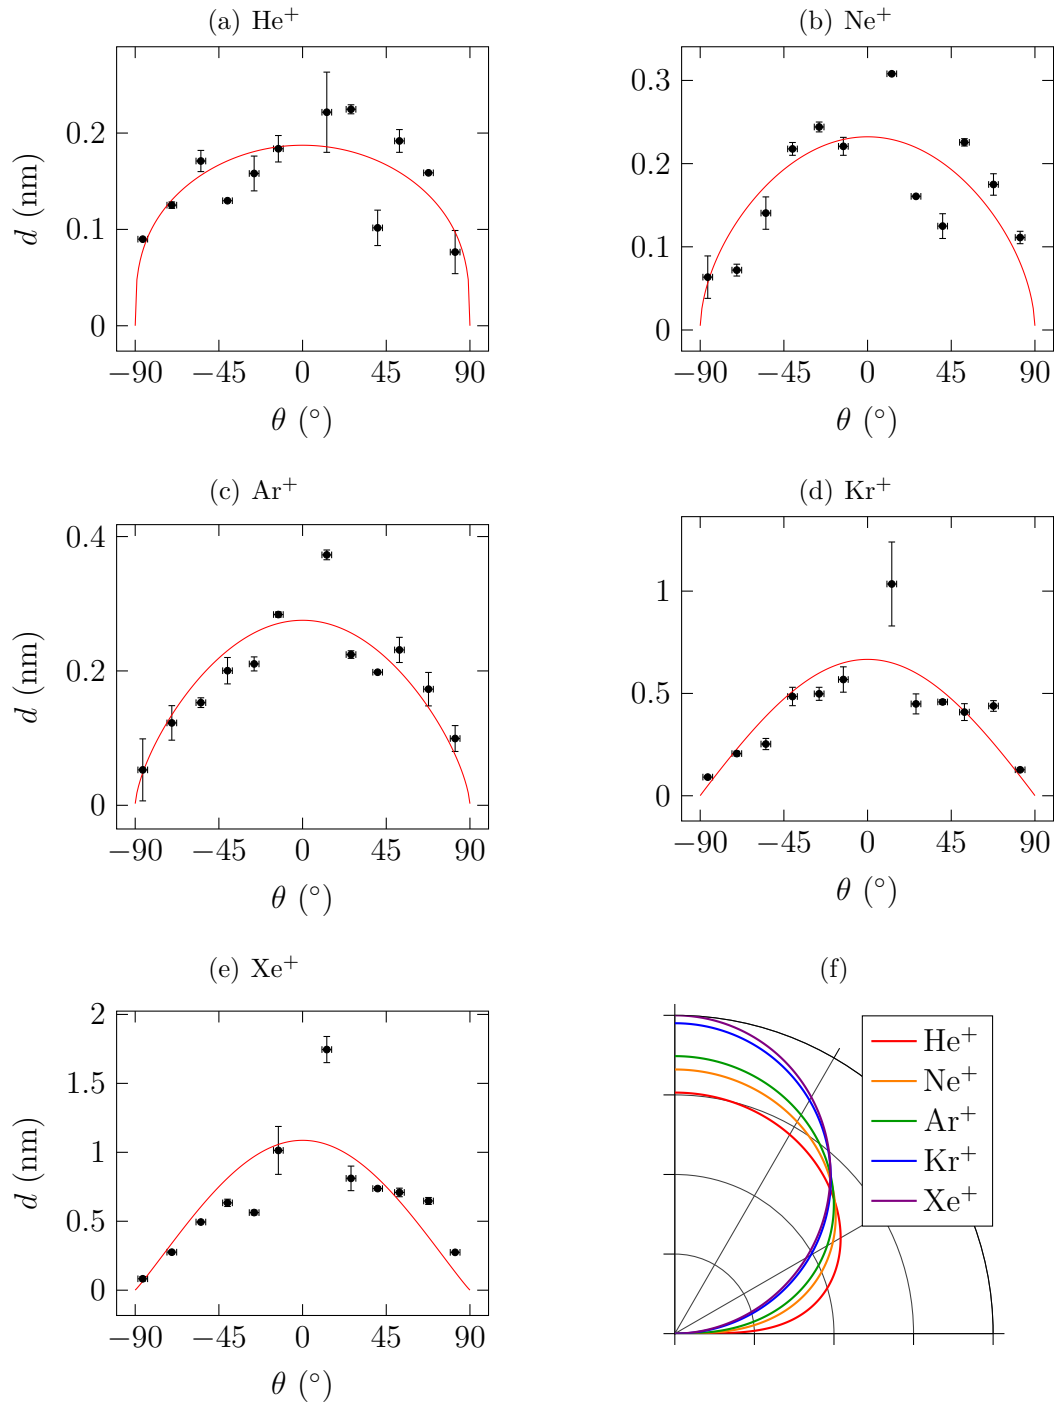 (a) He⁺
0.2
0.1
0
d (nm)
−90 −45 0 45 90
θ (°)
(b) Ne⁺
0.3
0.2
0.1
0
−90 −45 0 45 90
θ (°)
(c) Ar⁺
0.4
0.2
0
d (nm)
−90 −45 0 45 90
θ (°)
(d) Kr⁺
1
0.5
0
−90 −45 0 45 90
θ (°)
(e) Xe⁺
2
1.5
1
0.5
0
d (nm)
−90 −45 0 45 90
θ (°)
(f)
He⁺
Ne⁺
Ar⁺
Kr⁺
Xe⁺